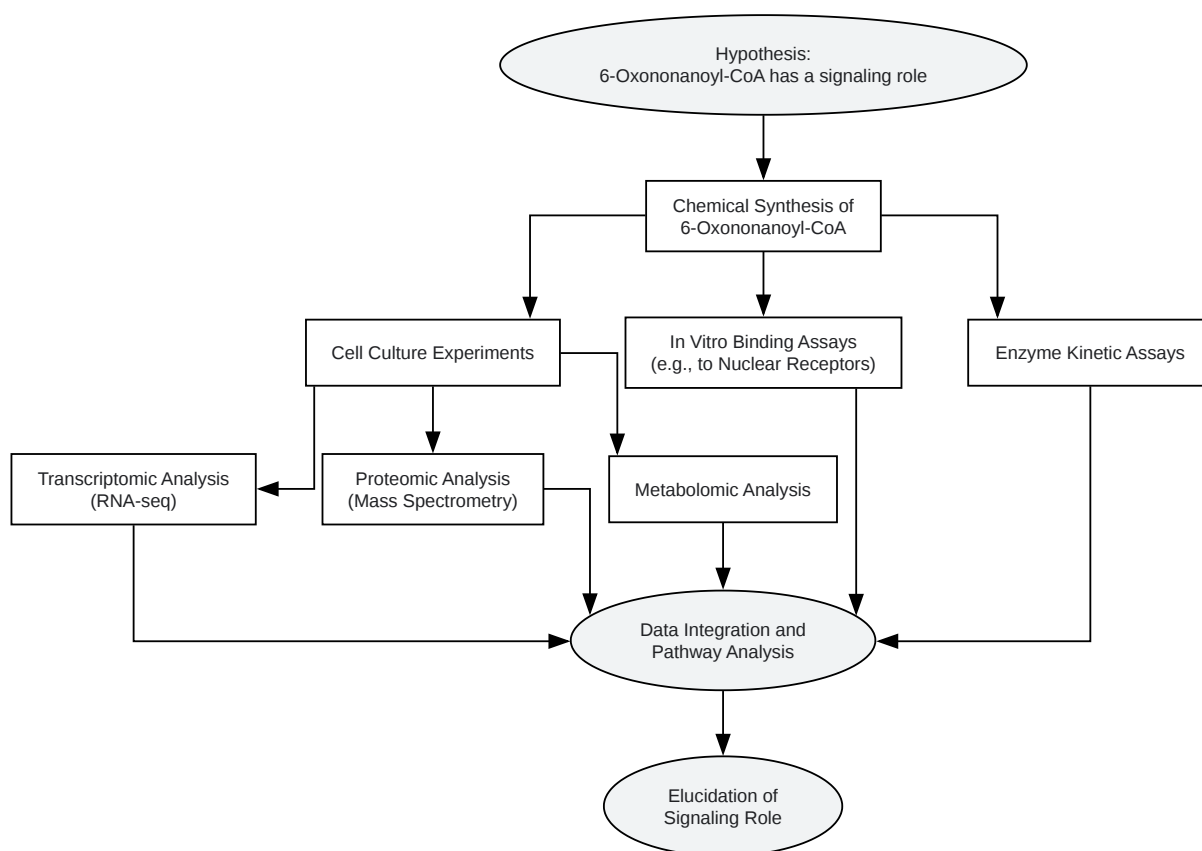 Hypothesis:
6-Oxononanoyl-CoA has a signaling role
Chemical Synthesis of
6-Oxononanoyl-CoA
Cell Culture Experiments
In Vitro Binding Assays
(e.g., to Nuclear Receptors)
Enzyme Kinetic Assays
Transcriptomic Analysis
(RNA-seq)
Proteomic Analysis
(Mass Spectrometry)
Metabolomic Analysis
Data Integration and
Pathway Analysis
Elucidation of
Signaling Role